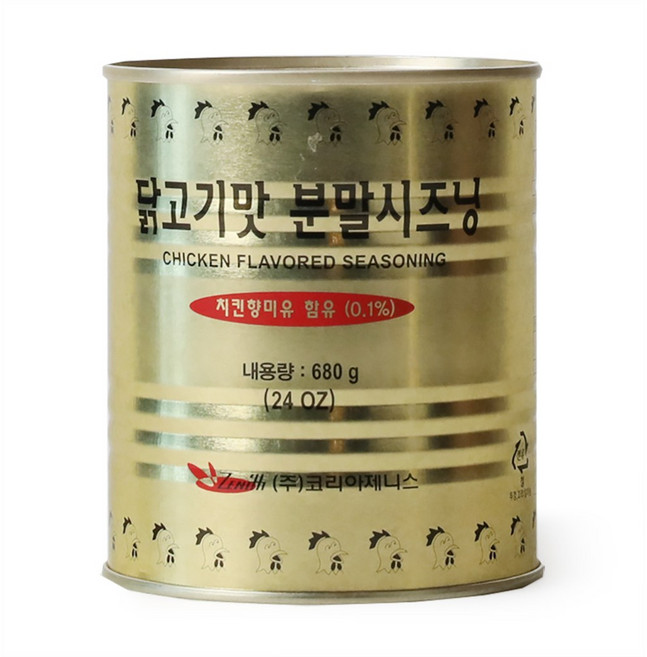 닭고기맛 분말시즈닝
CHICKEN FLAVORED SEASONING
치킨향미유 함유 (0.1%)
내용량 : 680 g
(24 OZ)
ZENITH (주)코리아제니스
철